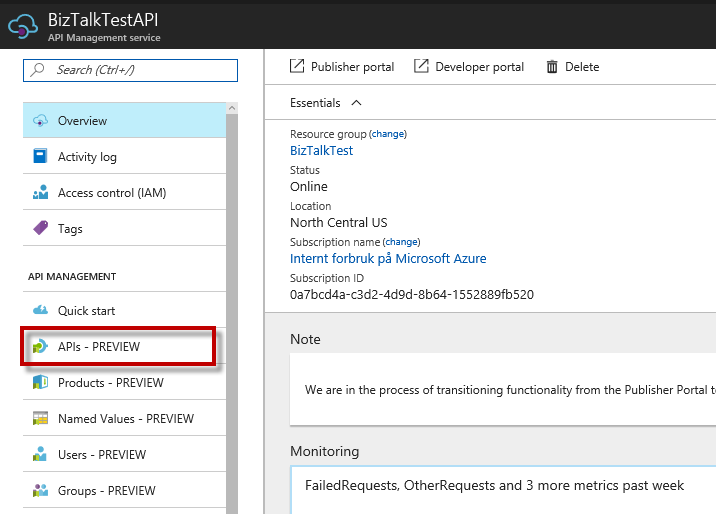 BizTalkTestAPI
API Management service
Search (Ctrl+/)
Overview
Activity log
Access control (IAM)
Tags
API MANAGEMENT
Quick start
APIs - PREVIEW
Products - PREVIEW
Named Values - PREVIEW
Users - PREVIEW
Groups - PREVIEW
Publisher portal
Developer portal
Delete
Essentials
Resource group (change)
BizTalkTest
Status
Online
Location
North Central US
Subscription name (change)
Internt forbruk på Microsoft Azure
Subscription ID
0a7bcd4a-c3d2-4d9d-8b64-1552889fb520
Note
We are in the process of transitioning functionality from the Publisher Portal to
Monitoring
FailedRequests, OtherRequests and 3 more metrics past week